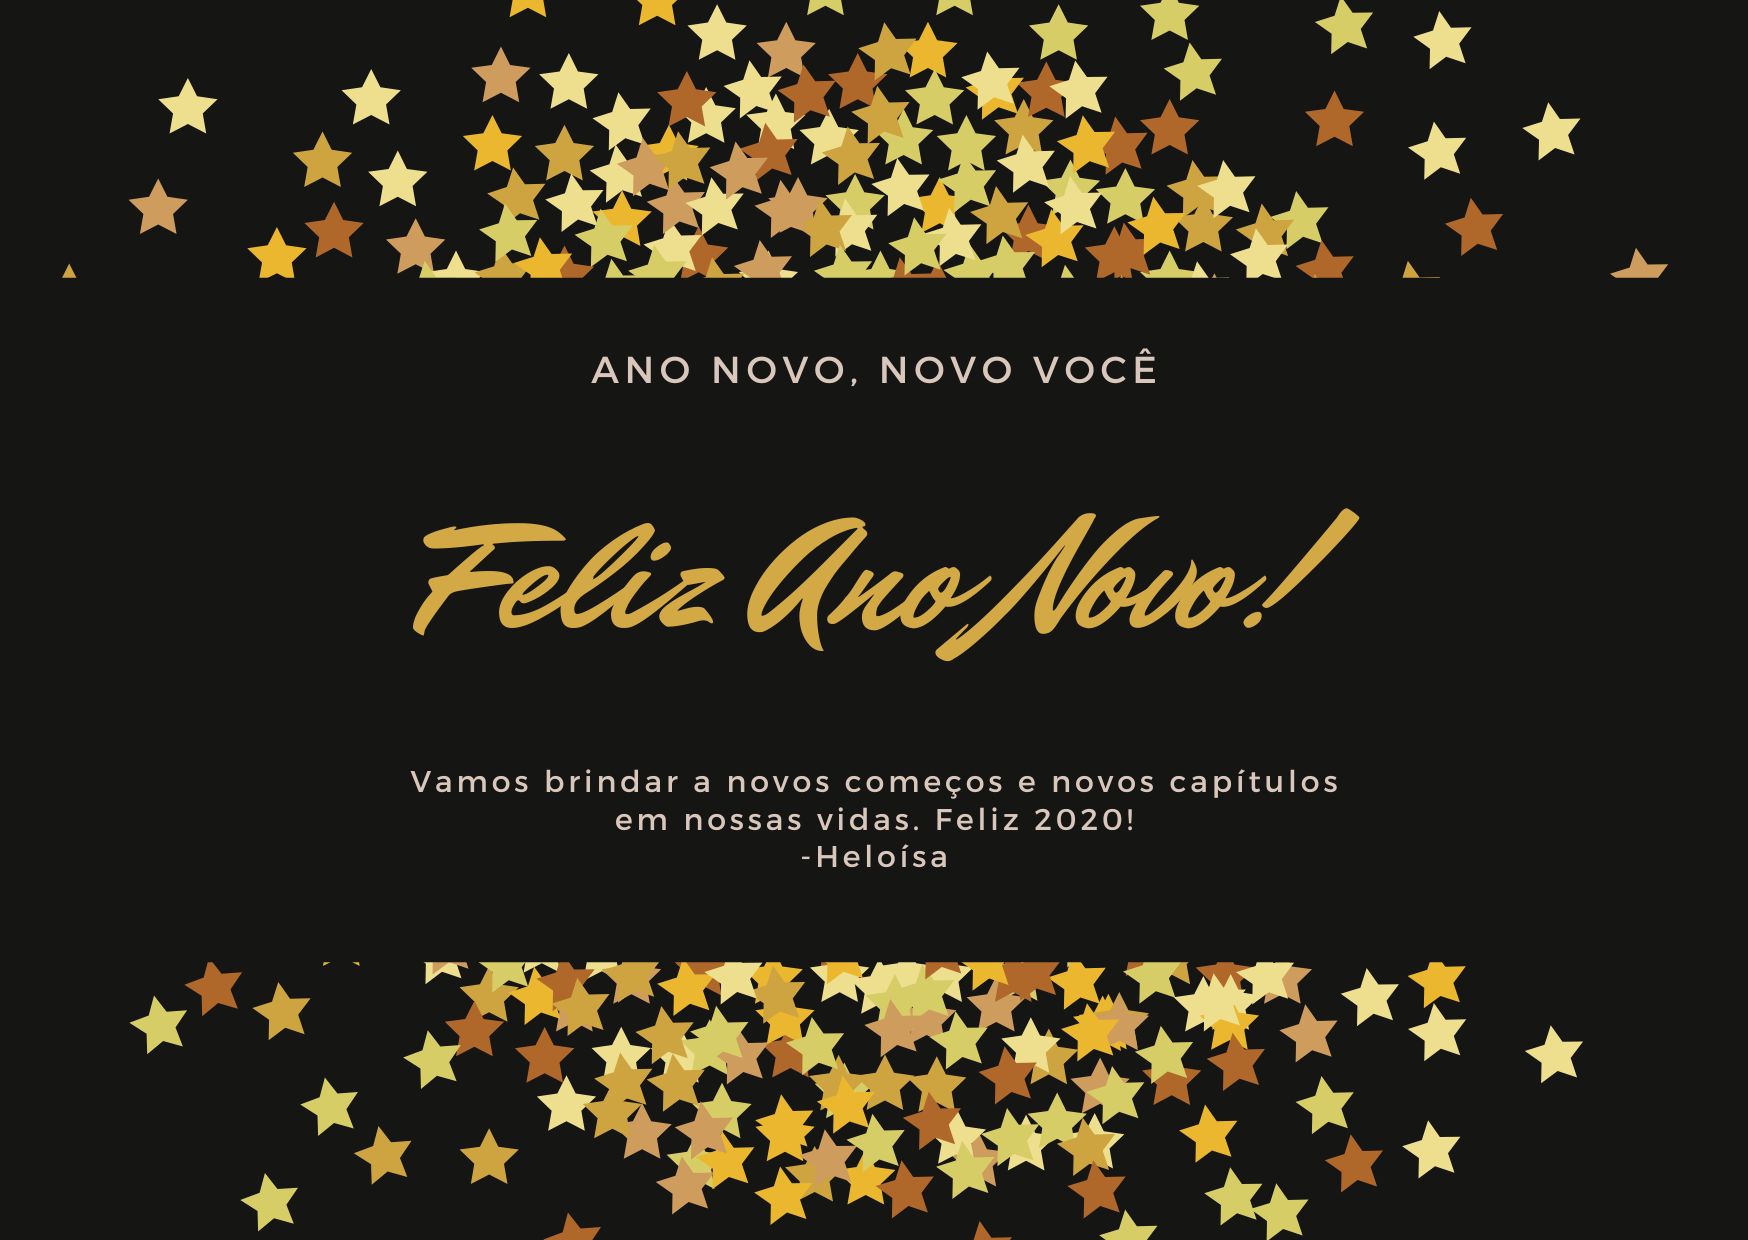 ANO NOVO, NOVO VOCÊ
Feliz Ano Novo!
Vamos brindar a novos começos e novos capítulos
em nossas vidas. Feliz 2020!
-Heloísa